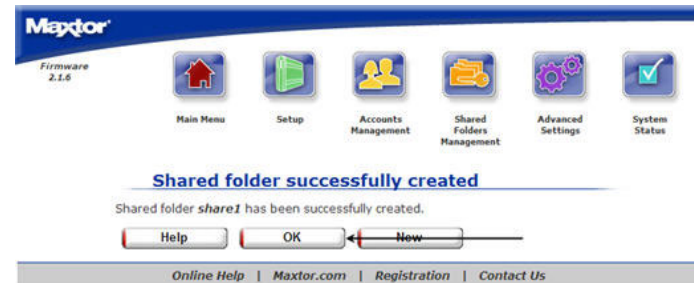 Maxtor
Firmware
2.1.6
Main Menu
Setup
Accounts
Management
Shared
Folders
Management
Advanced
Settings
System
Status
Shared folder successfully created
Shared folder share1 has been successfully created.
Help
OK
New
Online Help | Maxtor.com | Registration | Contact Us